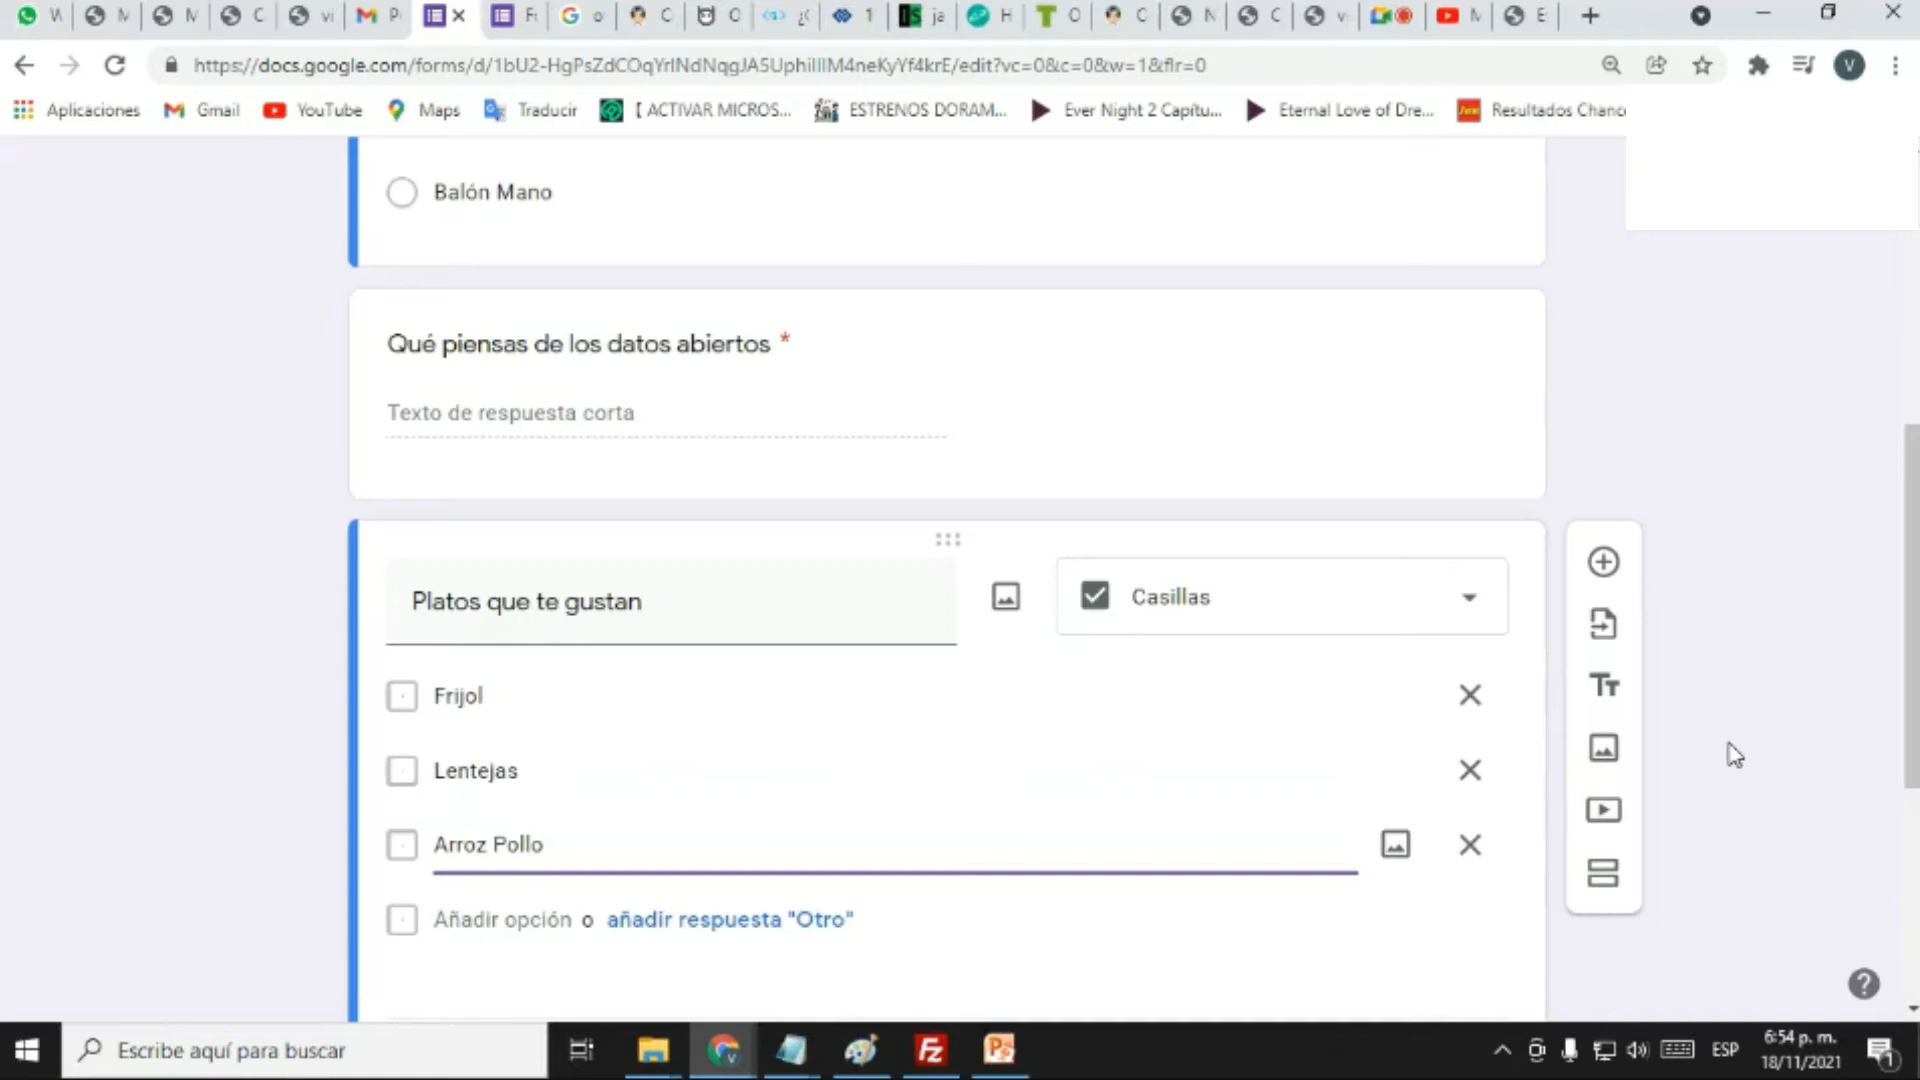 https://docs.google.com/forms/d/1bU2-HgPsZdCOqYrINdNqgJA5UphilllM4neKyYf4krE/edit?vc=0&c=0&w=1&flr=0
V
Aplicaciones Gmail YouTube Maps Traducir [ ACTIVAR MICROS... ESTRENOS DORAM... Ever Night 2 Capítu... Eternal Love of Dre... Resultados Chance
Balón Mano
Qué piensas de los datos abiertos *
Texto de respuesta corta
Platos que te gustan
Casillas
Frijol
Lentejas
Arroz Pollo
Añadir opción o añadir respuesta "Otro"
Escribe aquí para buscar
ESP
6:54 p. m.
18/11/2021
1